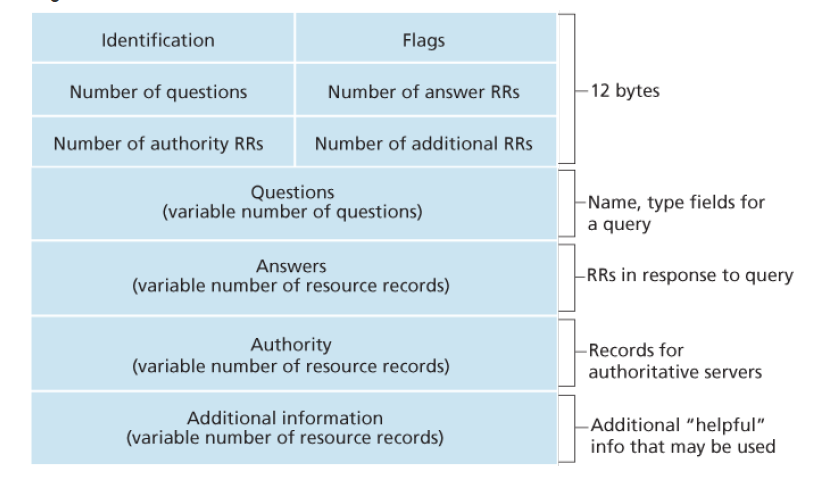 Identification
Flags
Number of questions
Number of answer RRs
12 bytes
Number of authority RRs
Number of additional RRs
Questions
(variable number of questions)
Name, type fields for
a query
Answers
(variable number of resource records)
RRs in response to query
Authority
(variable number of resource records)
Records for
authoritative servers
Additional information
(variable number of resource records)
Additional “helpful”
info that may be used